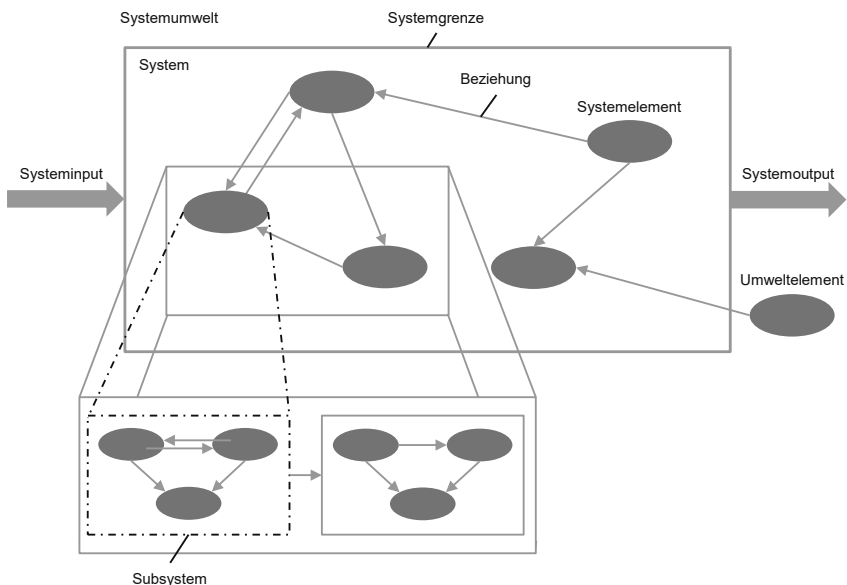 Systemumwelt
Systemgrenze
System
Beziehung
Systemelement
Systeminput
Systemoutput
Umweltelement
Subsystem